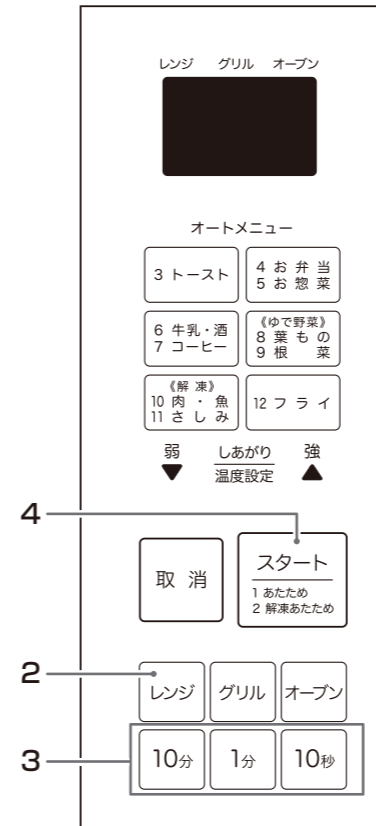 レンジ グリル オーブン
オートメニュー
3 トースト
4 お弁当
5 お惣菜
6 牛乳・酒
7 コーヒー
《ゆで野菜》
8 葉もの
9 根菜
《解凍》
10 肉・魚
11 さしみ
12 フライ
弱 しあがり 強
▼ 温度設定 ▲
4
取消
スタート
1 あたため
2 解凍あたため
2
レンジ グリル オーブン
3
10分 1分 10秒